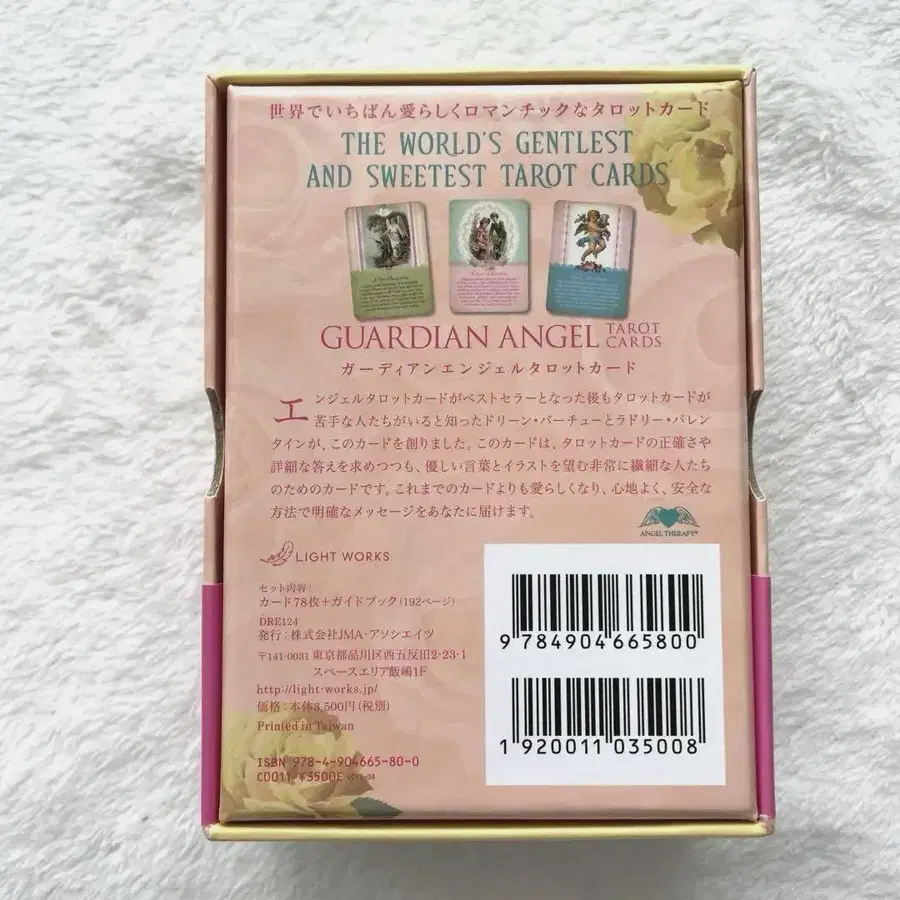 世界でいちばん愛らしくロマンチックなタロットカード
THE WORLD'S GENTLEST
AND SWEETEST TAROT CARDS
GUARDIAN ANGEL TAROT CARDS
ガーディアンエンジェルタロットカード
エンジェルタロットカードがベストセラーとなった後もタロットカードが
苦手な人たちがいると知ったドリーン・バーチューとラドリー・バレン
タインが、このカードを創りました。このカードは、タロットカードの正確さや
詳細な答えを求めつつも、優しい言葉とイラストを望む非常に繊細な人たち
のためのカードです。これまでのカードよりも愛らしくなり、心地よく、安全な
方法で明確なメッセージをあなたに届けます。
ANGEL THERAPY®
LIGHT WORKS
セット内容:
カード78枚+ガイドブック(192ページ)
DRE124
発行:株式会社JMA・アソシエイツ
〒141-0031 東京都品川区西五反田2-23-1
スペースエリア飯嶋1F
http://light-works.jp/
価格:本体3,500円(税別)
Printed in Taiwan
ISBN 978-4-904665-80-0
C0011 ¥3500E
9 784904 665800
1 920011 035008